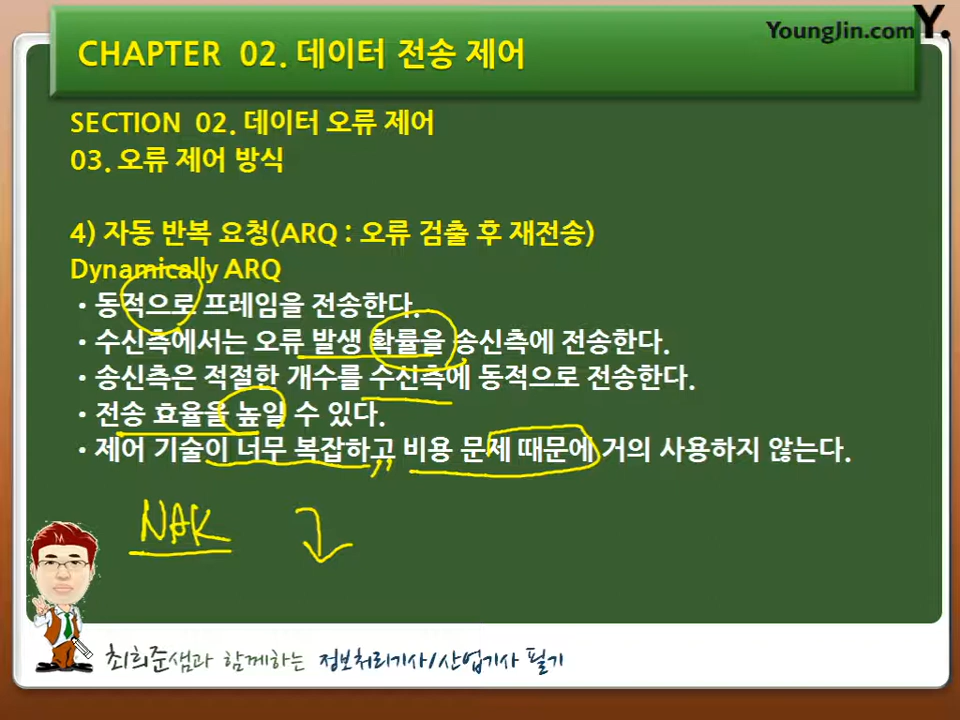 YoungJin.com Y.
CHAPTER 02. 데이터 전송 제어
SECTION 02. 데이터 오류 제어
03. 오류 제어 방식
4) 자동 반복 요청(ARQ : 오류 검출 후 재전송)
Dynamically ARQ
• 동적으로 프레임을 전송한다.
• 수신측에서는 오류 발생 확률을 송신측에 전송한다.
• 송신측은 적절한 개수를 수신측에 동적으로 전송한다.
• 전송 효율을 높일 수 있다.
• 제어 기술이 너무 복잡하고 비용 문제 때문에 거의 사용하지 않는다.
NAK
최희준샘과 함께하는 정보처리기사/산업기사 필기